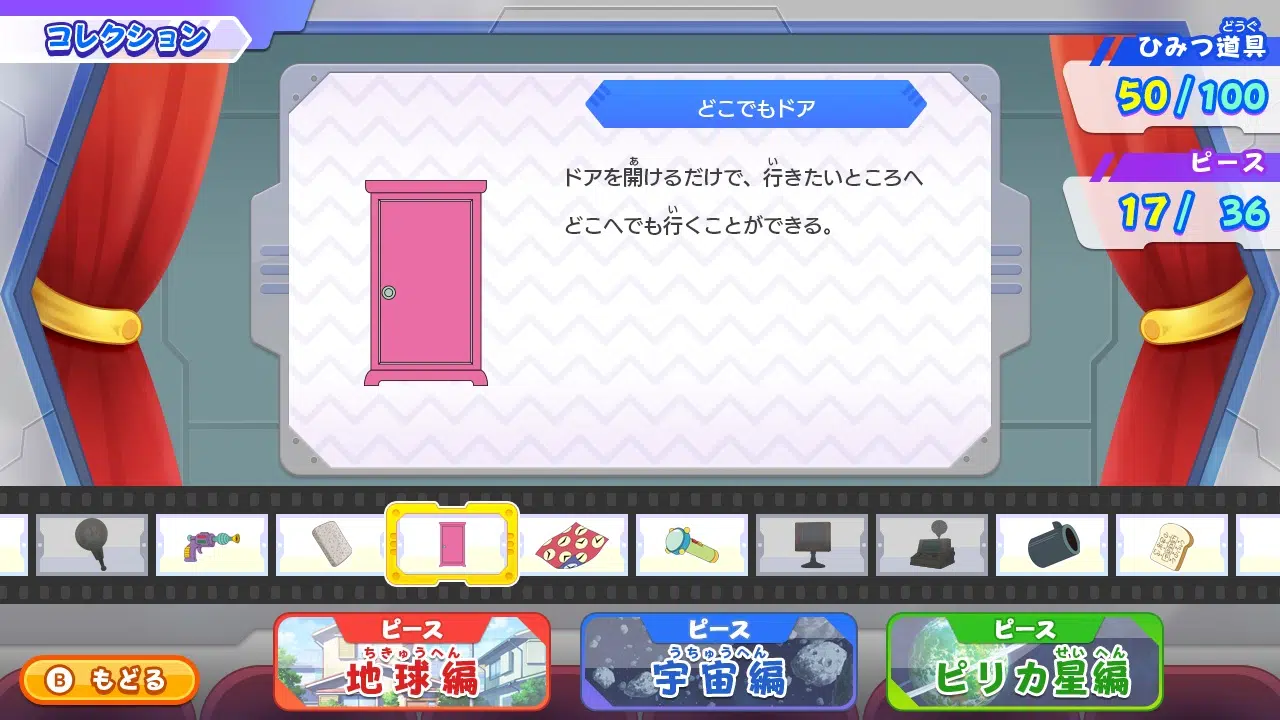 コレクション
どうぐ
ひみつ道具
50/100
ピース
17/ 36
どこでもドア
あ い
ドアを開けるだけで、行きたいところへ
い
どこへでも行くことができる。
ピース
ちきゅうへん
地球編
ピース
うちゅうへん
宇宙編
ピース
せい へん
ピリカ星編
B もどる